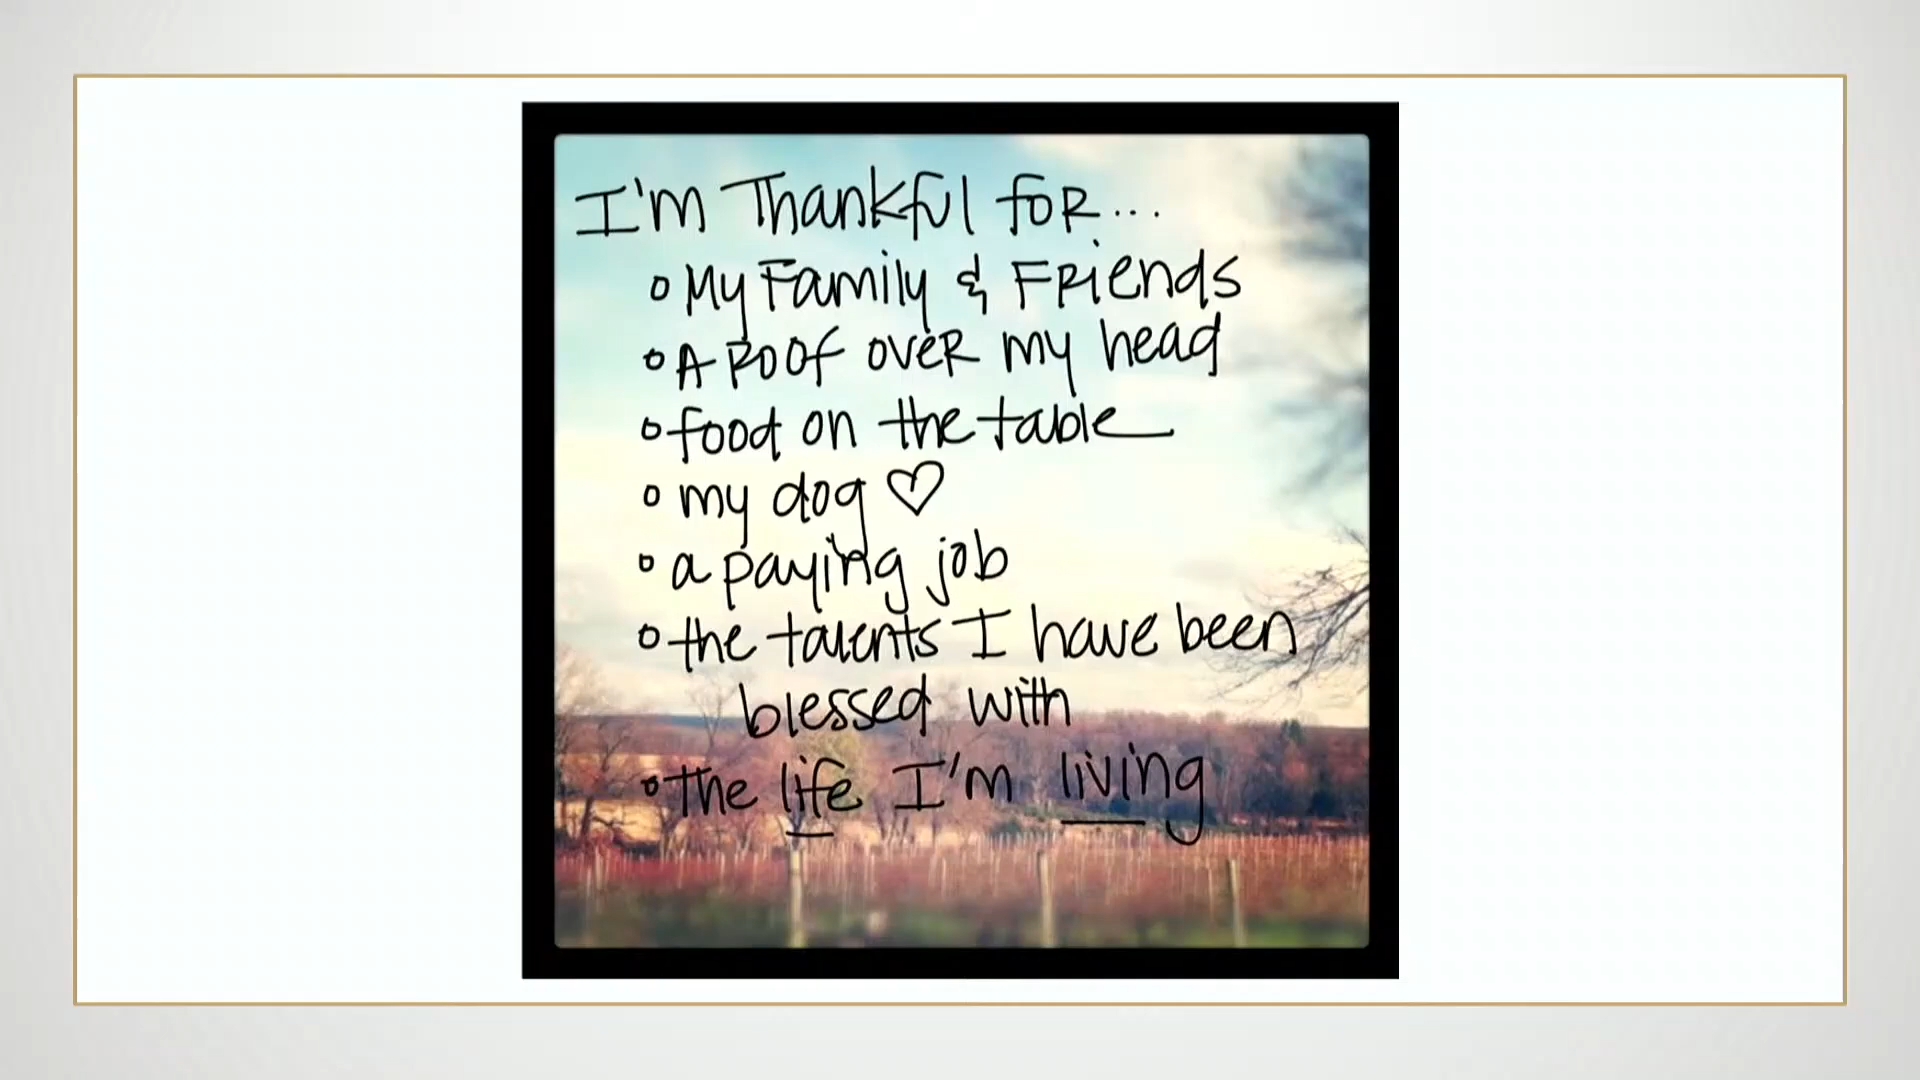 I'm Thankful for...
o My Family & Friends
o A Roof over my head
o food on the table
o my dog ♡
o a paying job
o the talents I have been
blessed with
o the life I'm living